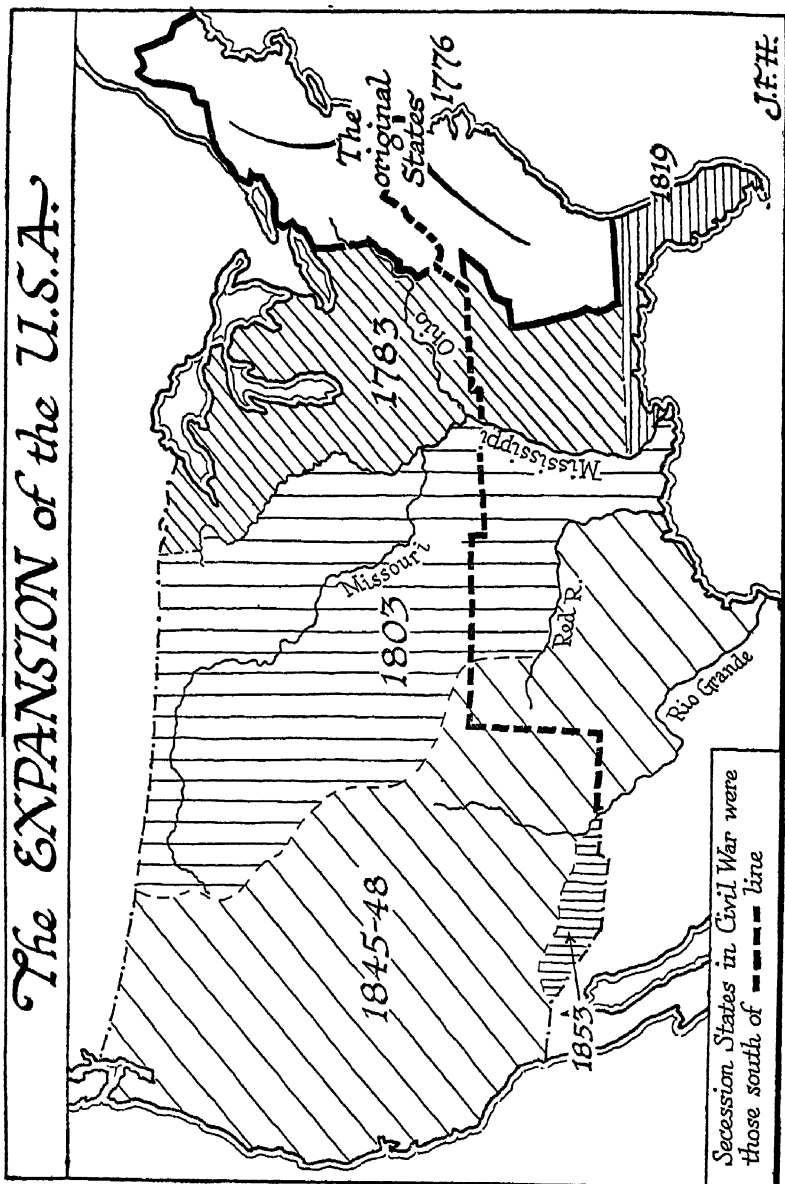 The EXPANSION of the U.S.A.
The
original
States
1776
1783
Ohio
Mississippi
Missouri
1803
Red R.
Rio Grande
1845-48
1853
1819
Secession States in Civil War were
those south of line
J.F.H.